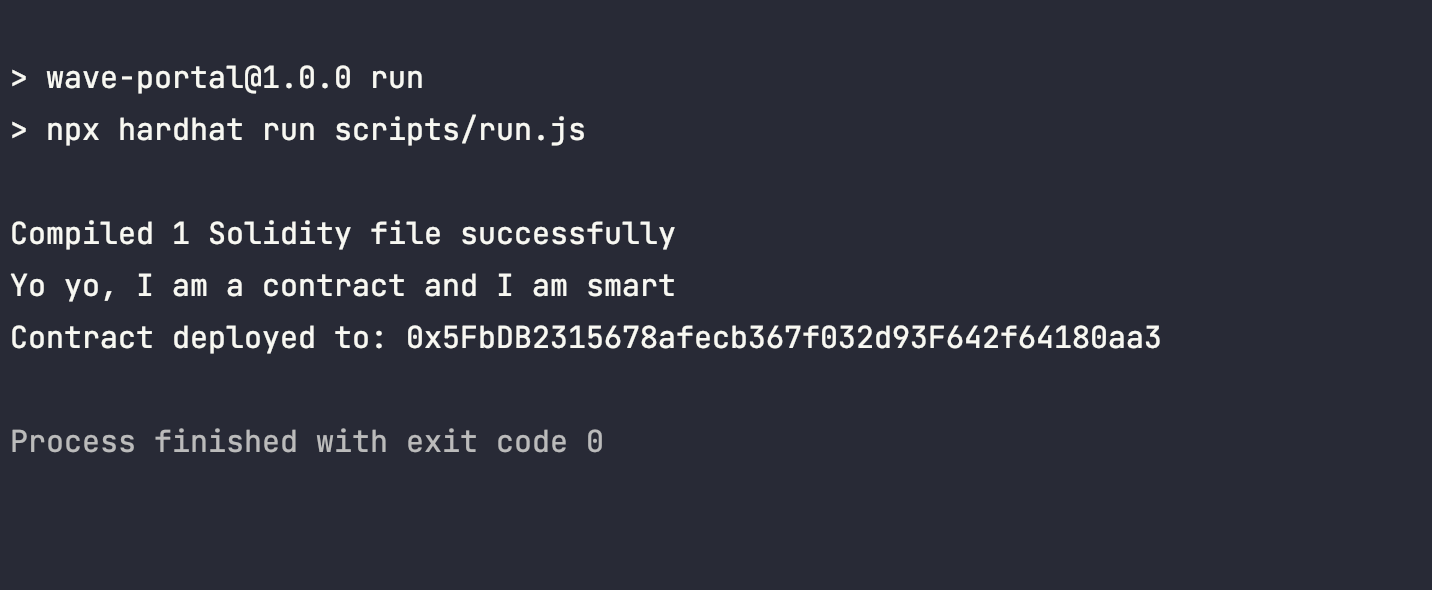 > wave-portal@1.0.0 run
> npx hardhat run scripts/run.js
Compiled 1 Solidity file successfully
Yo yo, I am a contract and I am smart
Contract deployed to: 0x5FbDB2315678afecb367f032d93F642f64180aa3
Process finished with exit code 0